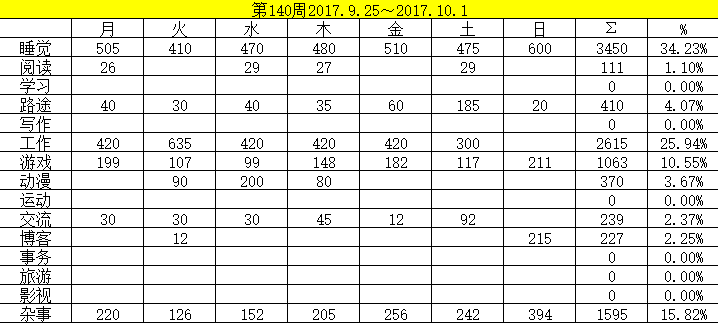 第140周2017.9.25～2017.10.1
月 火 水 木 金 土 日 Σ %
睡觉 505 410 470 480 510 475 600 3450 34.23%
阅读 26 29 27 29 111 1.10%
学习 0 0.00%
路途 40 30 40 35 60 185 20 410 4.07%
写作 0 0.00%
工作 420 635 420 420 420 300 2615 25.94%
游戏 199 107 99 148 182 117 211 1063 10.55%
动漫 90 200 80 370 3.67%
运动 0 0.00%
交流 30 30 30 45 12 92 239 2.37%
博客 12 215 227 2.25%
事务 0 0.00%
旅游 0 0.00%
影视 0 0.00%
杂事 220 126 152 205 256 242 394 1595 15.82%